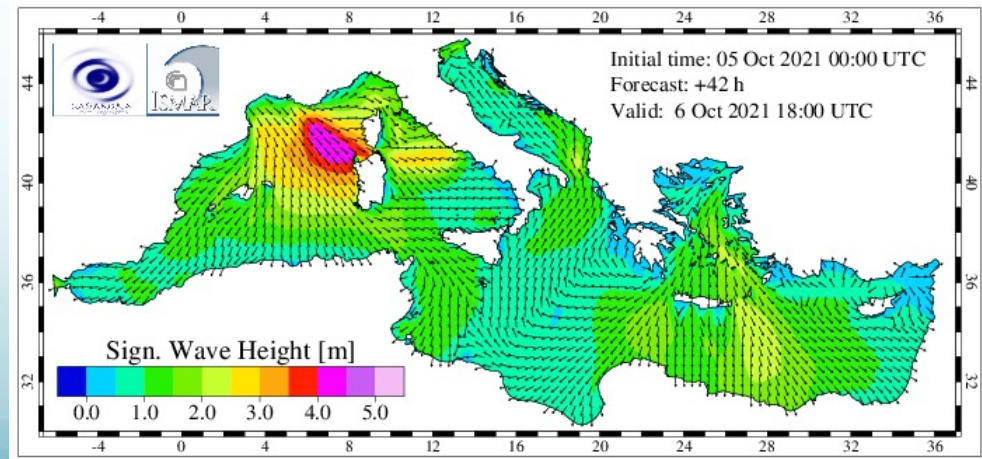 -4 0 4 8 12 16 20 24 28 32 36
Initial time: 05 Oct 2021 00:00 UTC
Forecast: +42 h
Valid: 6 Oct 2021 18:00 UTC
ISMAR
44 44
40 40
36 36
32 32
Sign. Wave Height [m]
0.0 1.0 2.0 3.0 4.0 5.0
-4 0 4 8 12 16 20 24 28 32 36